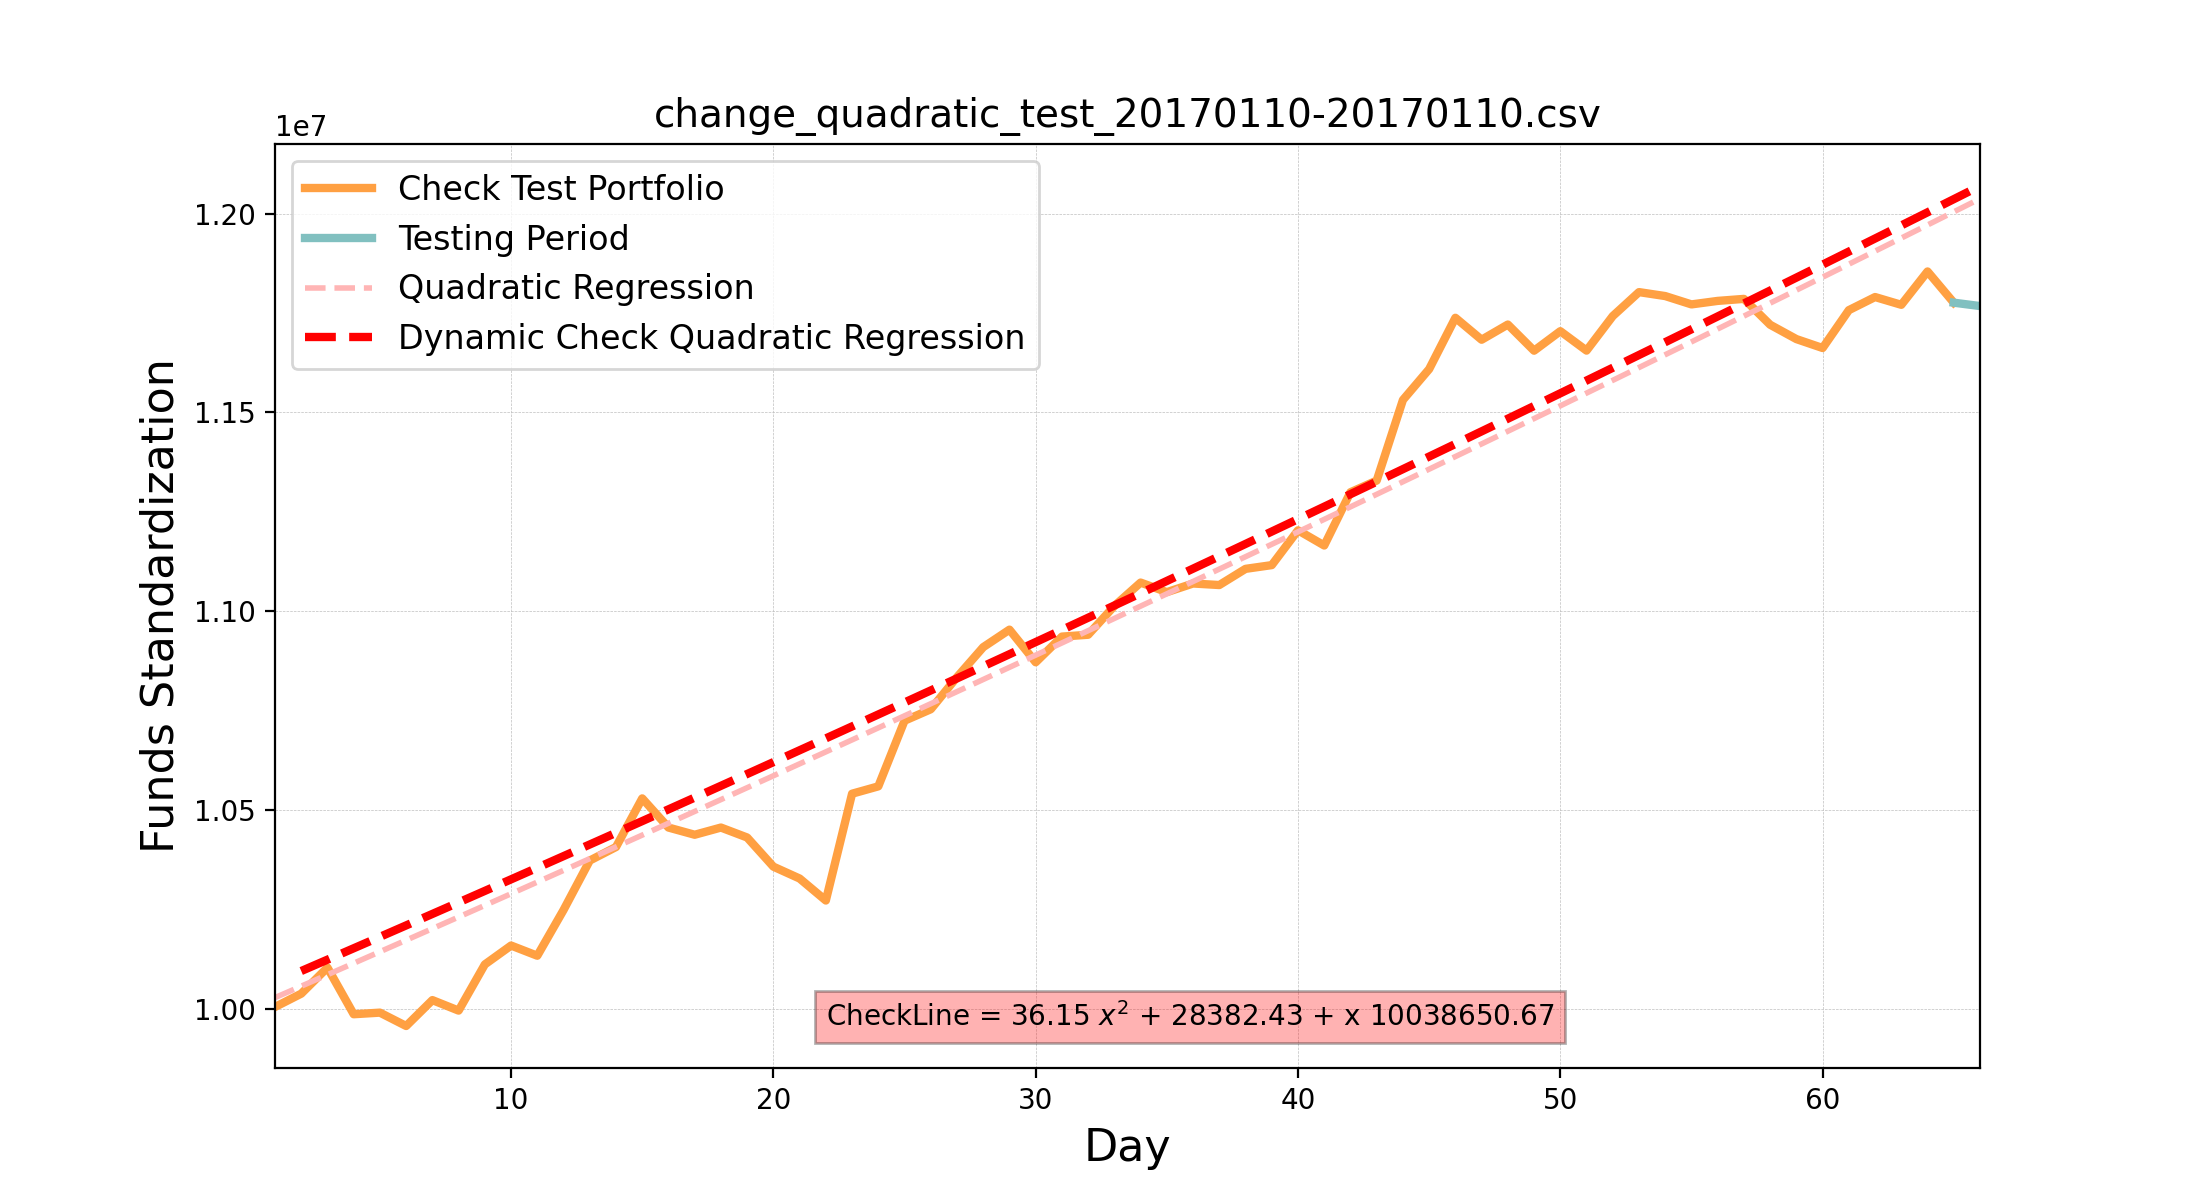 change_quadratic_test_20170110-20170110.csv
1e7
Check Test Portfolio
Testing Period
Quadratic Regression
Dynamic Check Quadratic Regression
1.20
1.15
1.10
1.05
1.00
Funds Standardization
CheckLine = 36.15 x² + 28382.43 + x 10038650.67
10 20 30 40 50 60
Day